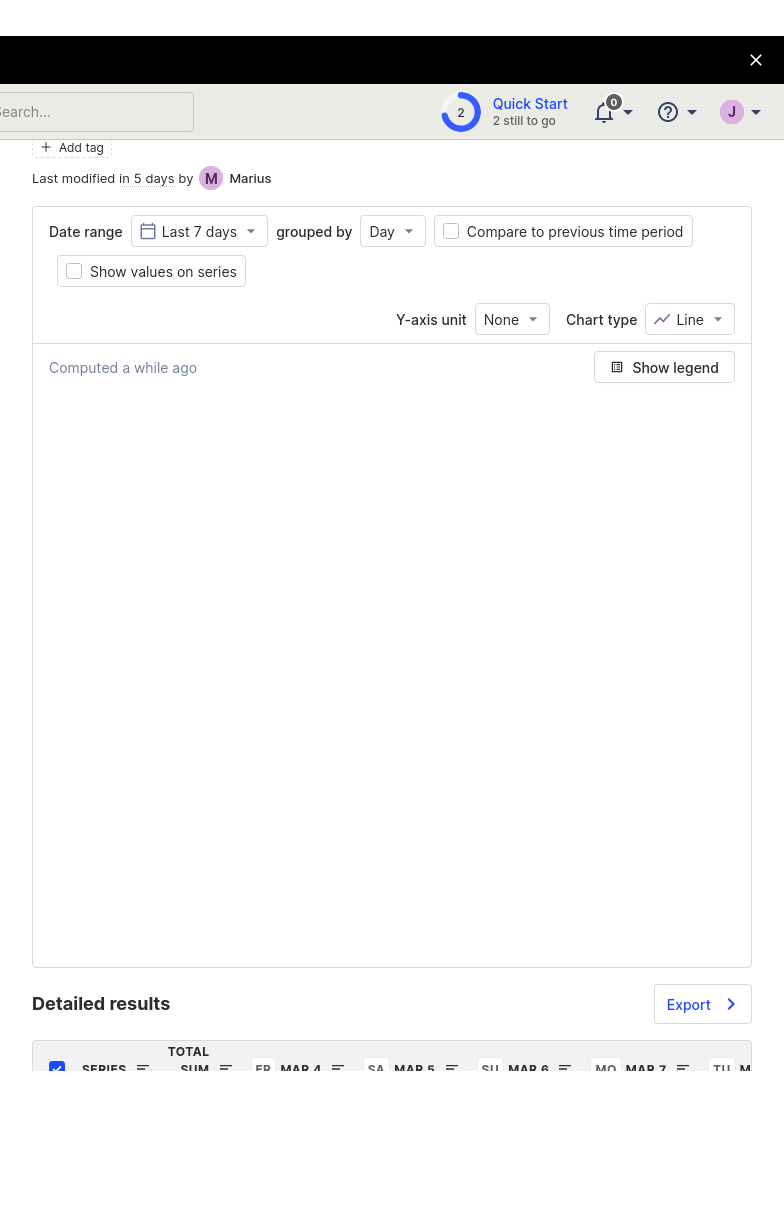 Search...
2
Quick Start
2 still to go
0
J
Add tag
Last modified in 5 days by M Marius
Date range Last 7 days grouped by Day Compare to previous time period
Show values on series
Y-axis unit None Chart type Line
Computed a while ago Show legend
Detailed results Export
TOTAL
SERIES SUM FR MAR 4 SA MAR 5 SU MAR 6 MO MAR 7 TU M